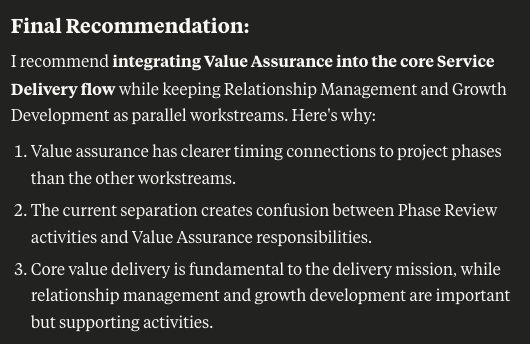 Final Recommendation:
I recommend integrating Value Assurance into the core Service
Delivery flow while keeping Relationship Management and Growth
Development as parallel workstreams. Here's why:
1. Value assurance has clearer timing connections to project phases
than the other workstreams.
2. The current separation creates confusion between Phase Review
activities and Value Assurance responsibilities.
3. Core value delivery is fundamental to the delivery mission, while
relationship management and growth development are important
but supporting activities.